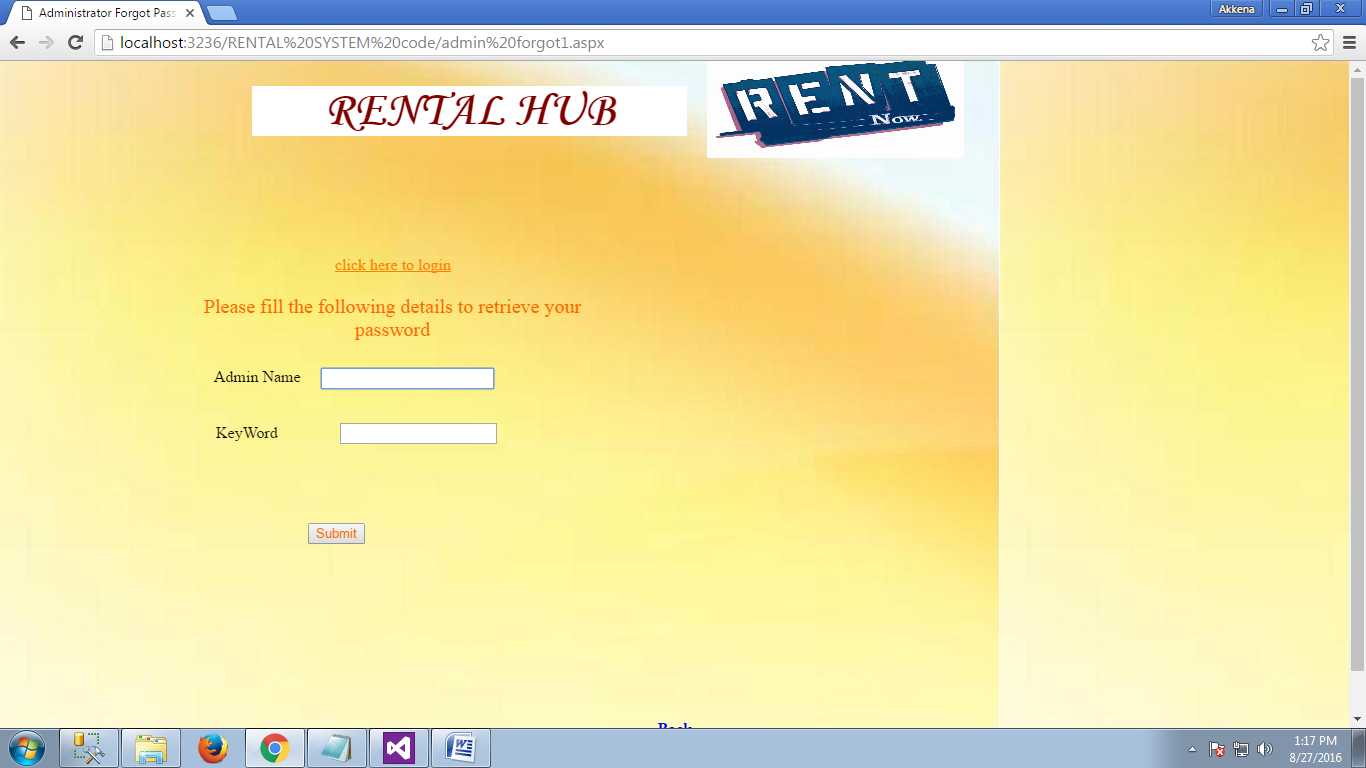 Administrator Forgot Pass
Akkena
localhost:3236/RENTAL%20SYSTEM%20code/admin%20forgot1.aspx
RENTAL HUB
RENT
Now
click here to login
Please fill the following details to retrieve your
password
Admin Name
KeyWord
Submit
Back
1:17 PM
8/27/2016